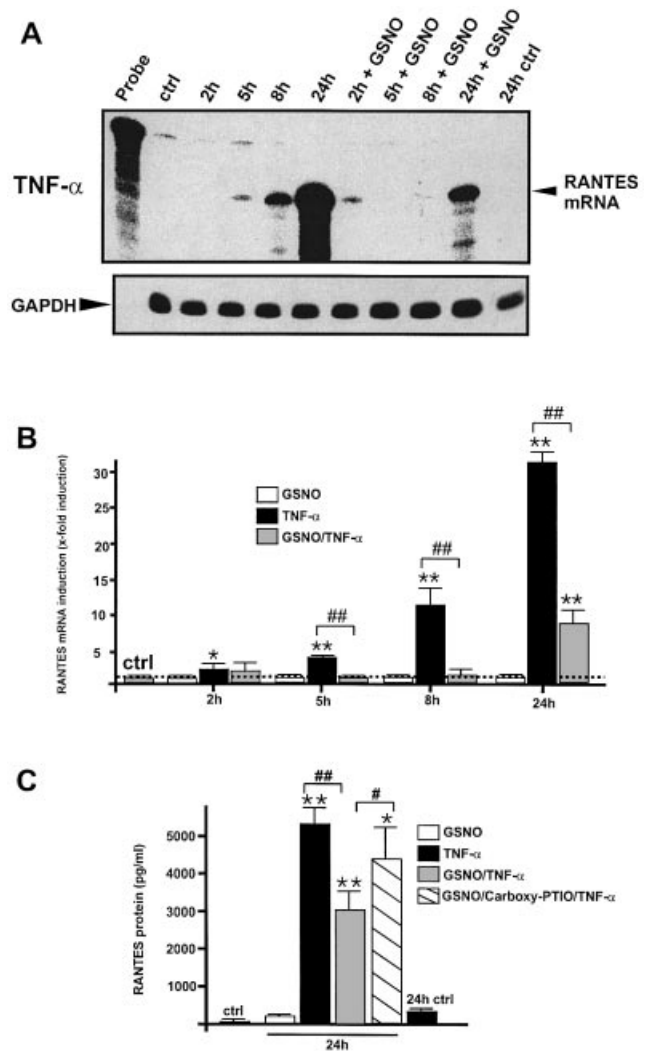 A
Probe
ctrl
2h
5h
8h
24h
2h + GSNO
5h + GSNO
8h + GSNO
24h + GSNO
24h ctrl
TNF-α
RANTES
mRNA
GAPDH
B
RANTES mRNA induction (x-fold induction)
30
25
20
15
10
5
GSNO
TNF-α
GSNO/TNF-α
ctrl
*
**
##
**
##
**
##
**
2h
5h
8h
24h
C
RANTES protein (pg/ml)
5000
4000
3000
2000
1000
##
**
**
#
*
GSNO
TNF-α
GSNO/TNF-α
GSNO/Carboxy-PTIO/TNF-α
ctrl
24h ctrl
24h